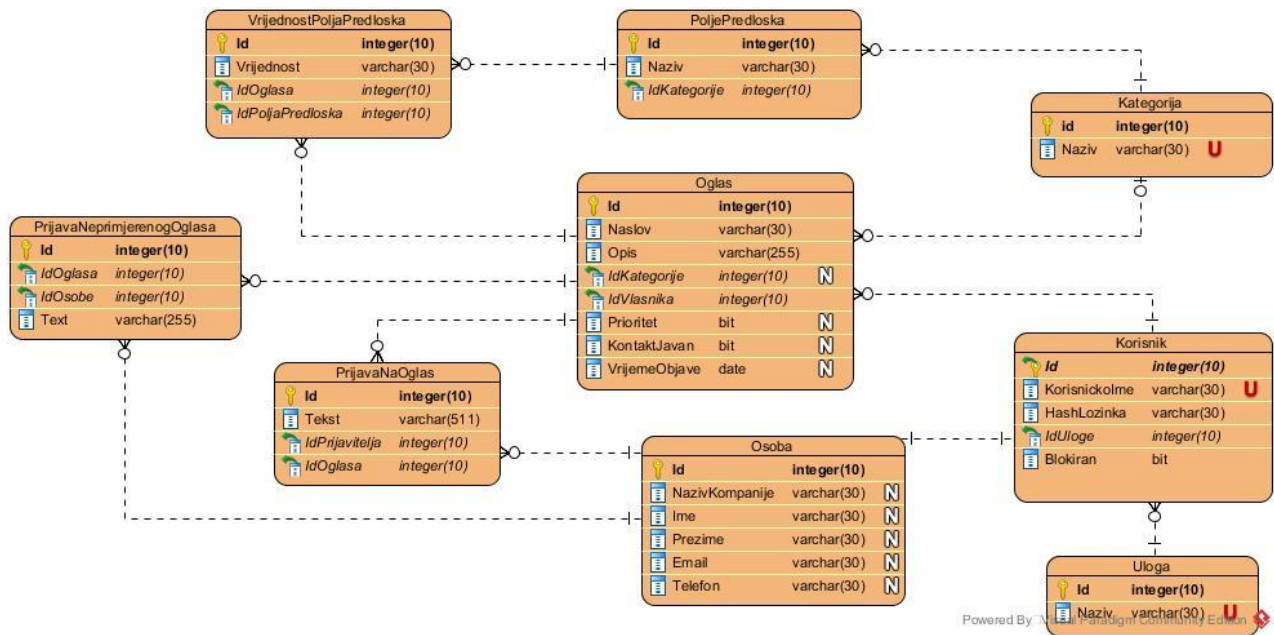 VrijednostPoljaPredloska
Id integer(10)
Vrijednost varchar(30)
IdOglasa integer(10)
IdPoljaPredloska integer(10)
PoljePredloska
Id integer(10)
Naziv varchar(30)
IdKategorije integer(10)
Kategorija
id integer(10)
Naziv varchar(30) U
Oglas
Id integer(10)
Naslov varchar(30)
Opis varchar(255)
IdKategorije integer(10) N
IdVlasnika integer(10)
Prioritet bit N
KontaktJavan bit N
VrijemeObjave date N
PrijavaNeprimjerenogOglasa
Id integer(10)
IdOglasa integer(10)
IdOsobe integer(10)
Text varchar(255)
PrijavaNaOglas
Id integer(10)
Tekst varchar(511)
IdPrijavitelja integer(10)
IdOglasa integer(10)
Korisnik
Id integer(10)
KorisnickoIme varchar(30) U
HashLozinka varchar(30)
IdUloge integer(10)
Blokiran bit
Osoba
Id integer(10)
NazivKompanije varchar(30) N
Ime varchar(30) N
Prezime varchar(30) N
Email varchar(30) N
Telefon varchar(30) N
Uloga
Id integer(10)
Naziv varchar(30) U
Powered By Visual Paradigm Community Edition